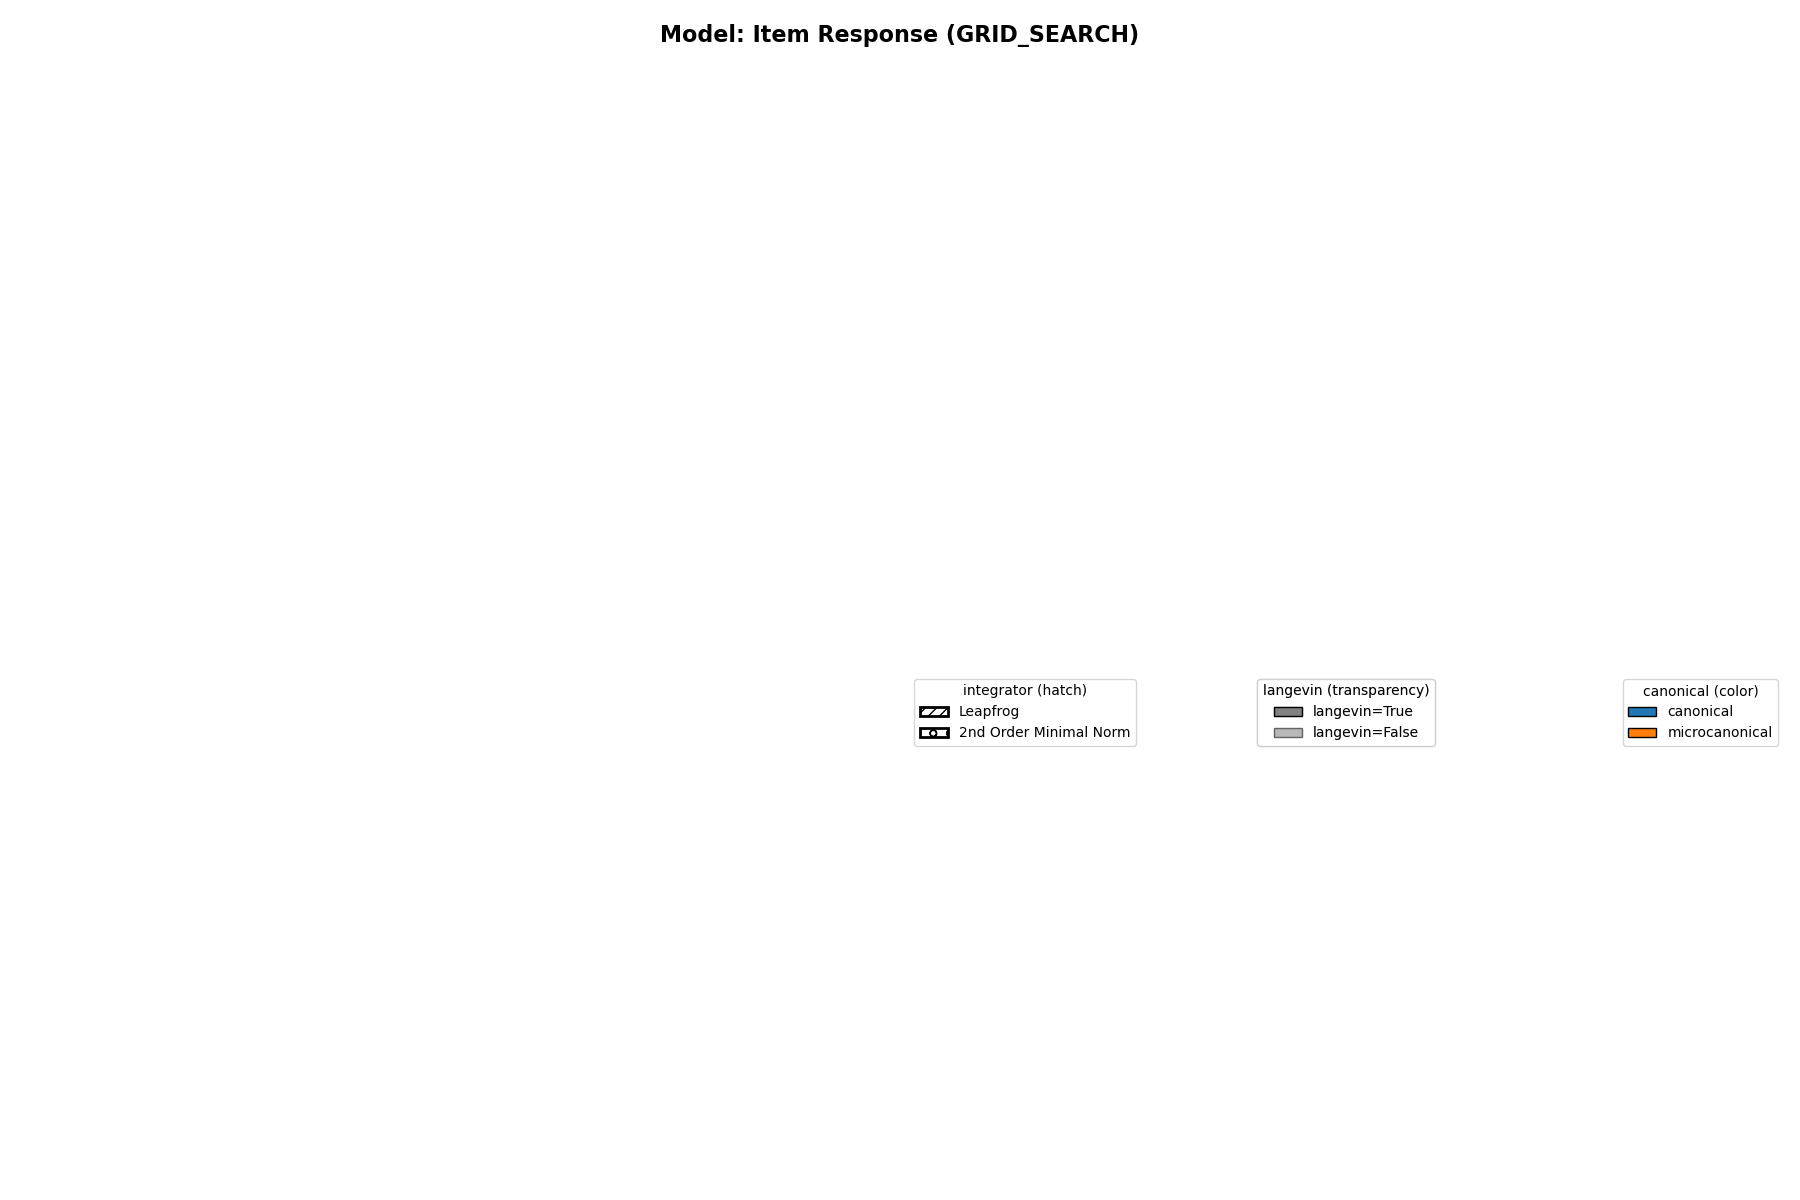 Model: Item Response (GRID_SEARCH)
integrator (hatch)
Leapfrog
2nd Order Minimal Norm
langevin (transparency)
langevin=True
langevin=False
canonical (color)
canonical
microcanonical